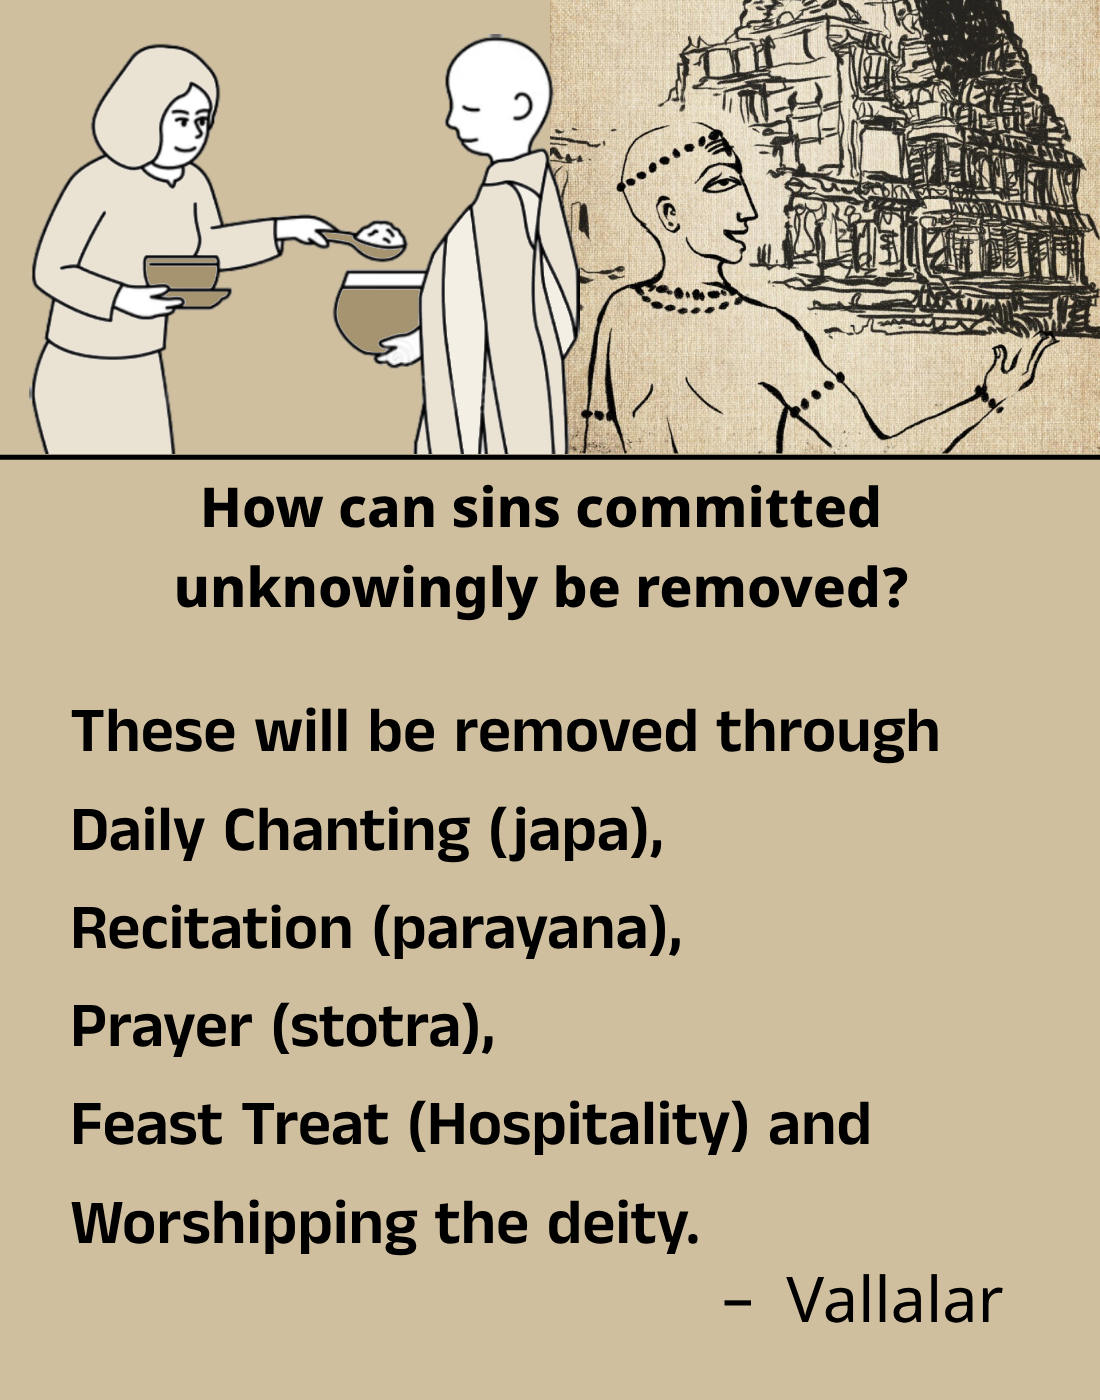 How can sins committed
unknowingly be removed?
These will be removed through
Daily Chanting (japa),
Recitation (parayana),
Prayer (stotra),
Feast Treat (Hospitality) and
Worshipping the deity.
– Vallalar